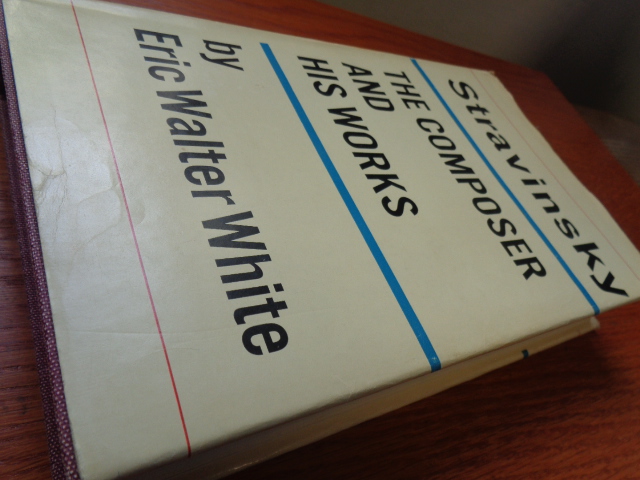 Stravinsky
THE COMPOSER
AND
HIS WORKS
by
Eric Walter White